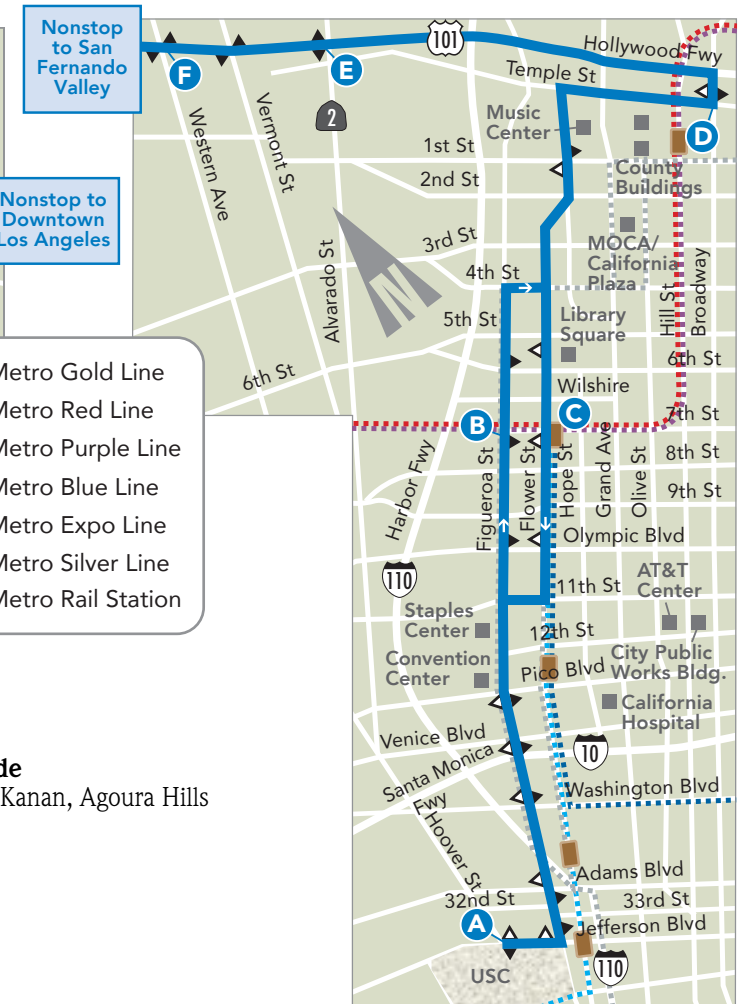 Nonstop
to San
Fernando
Valley
101
Hollywood Fwy
Temple St
F
E
D
2
Music
Center
Western Ave
Vermont St
1st St
2nd St
County
Buildings
Nonstop to
Downtown
Los Angeles
Alvarado St
N
3rd St
4th St
MOCA/
California
Plaza
Hill St
Broadway
5th St
Library
Square
6th St
6th St
Wilshire
Metro Gold Line
Metro Red Line
Metro Purple Line
Metro Blue Line
Metro Expo Line
Metro Silver Line
Metro Rail Station
B
C
7th St
8th St
9th St
Harbor Fwy
Figueroa St
Flower St
Hope St
Grand Ave
Olive St
Olympic Blvd
110
11th St
AT&T
Center
Staples
Center
12th St
Convention
Center
Pico Blvd
City Public
Works Bldg.
California
Hospital
Venice Blvd
10
Santa Monica
Fwy
Washington Blvd
de
Kanan, Agoura Hills
Hoover St
Adams Blvd
32nd St
33rd St
A
Jefferson Blvd
USC
110